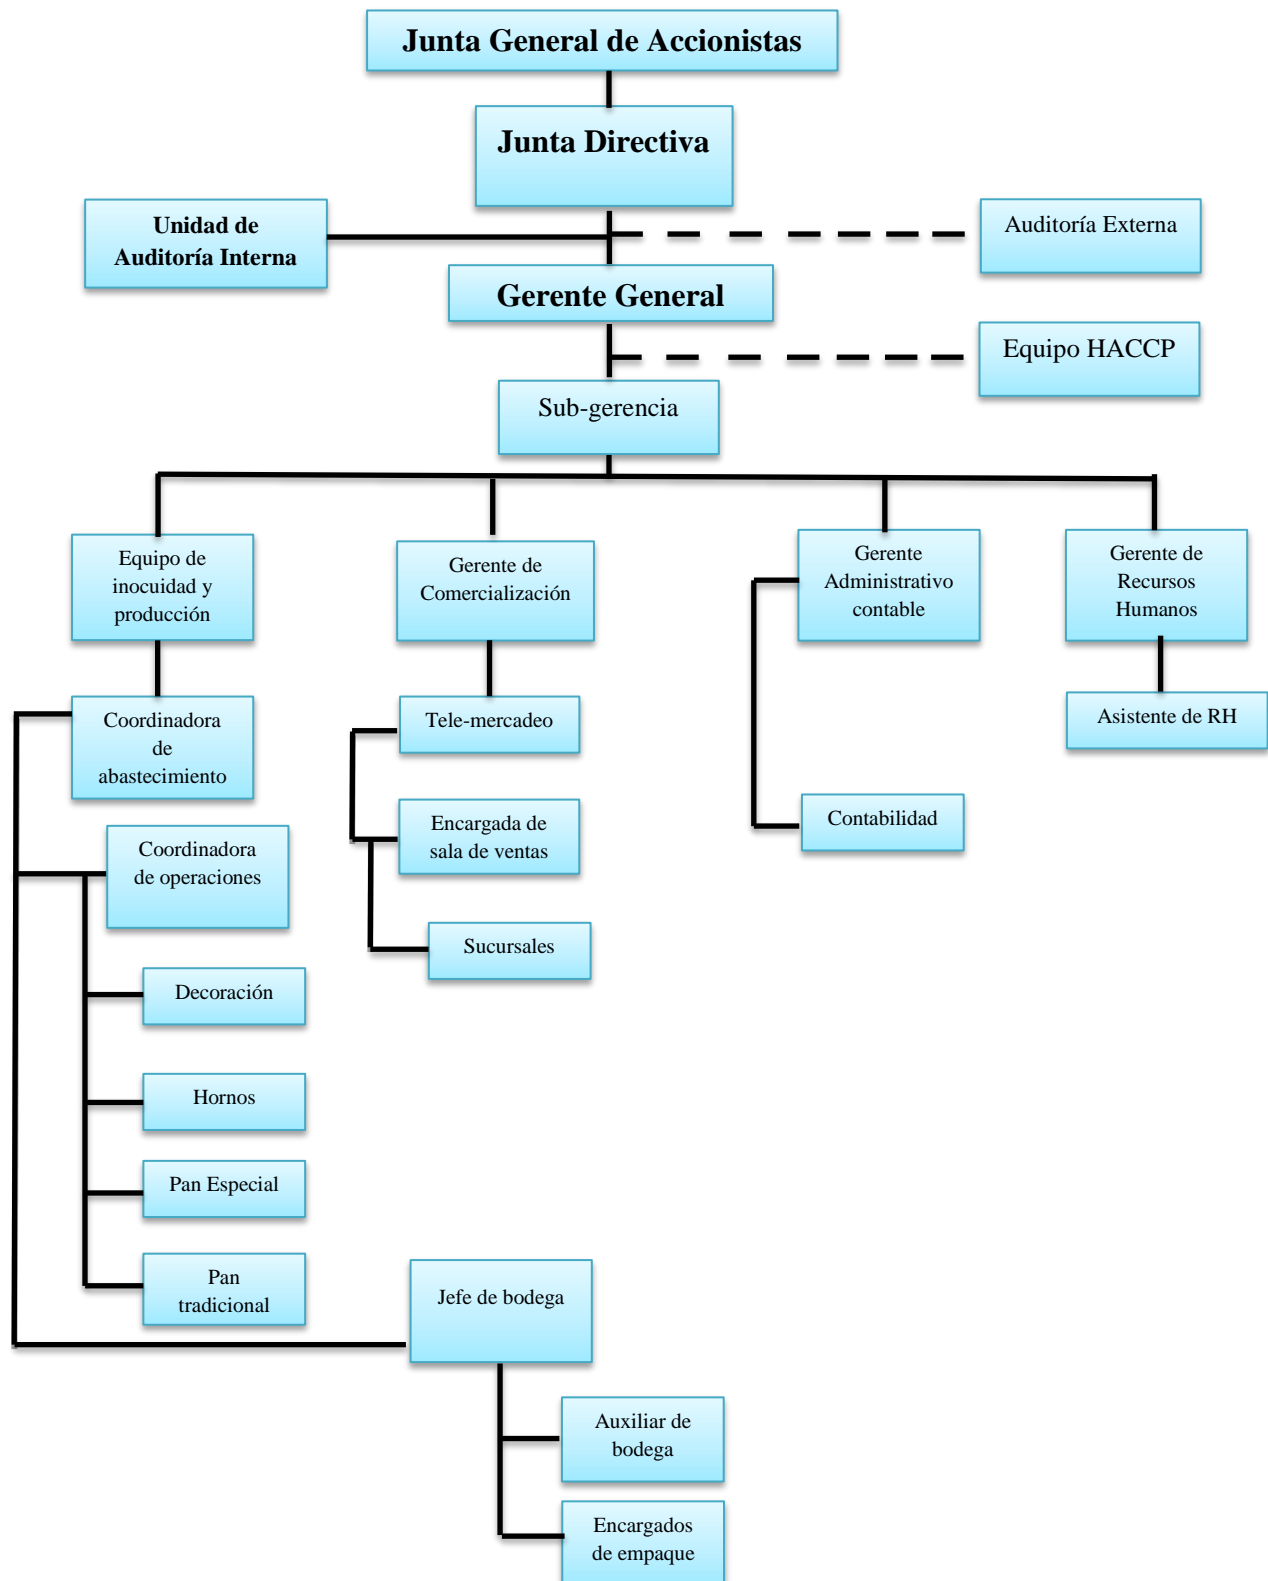 Junta General de Accionistas
Junta Directiva
Unidad de
Auditoría Interna
Auditoría Externa
Gerente General
Equipo HACCP
Sub-gerencia
Equipo de
inocuidad y
producción
Gerente de
Comercialización
Gerente
Administrativo
contable
Gerente de
Recursos
Humanos
Coordinadora
de
abastecimiento
Tele-mercadeo
Asistente de RH
Encargada de
sala de ventas
Contabilidad
Coordinadora
de operaciones
Sucursales
Decoración
Hornos
Pan Especial
Pan
tradicional
Jefe de bodega
Auxiliar de
bodega
Encargados
de empaque